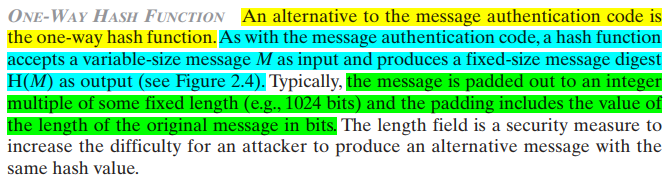 ONE-WAY HASH FUNCTION An alternative to the message authentication code is
the one-way hash function. As with the message authentication code, a hash function
accepts a variable-size message M as input and produces a fixed-size message digest
H(M) as output (see Figure 2.4). Typically, the message is padded out to an integer
multiple of some fixed length (e.g., 1024 bits) and the padding includes the value of
the length of the original message in bits. The length field is a security measure to
increase the difficulty for an attacker to produce an alternative message with the
same hash value.